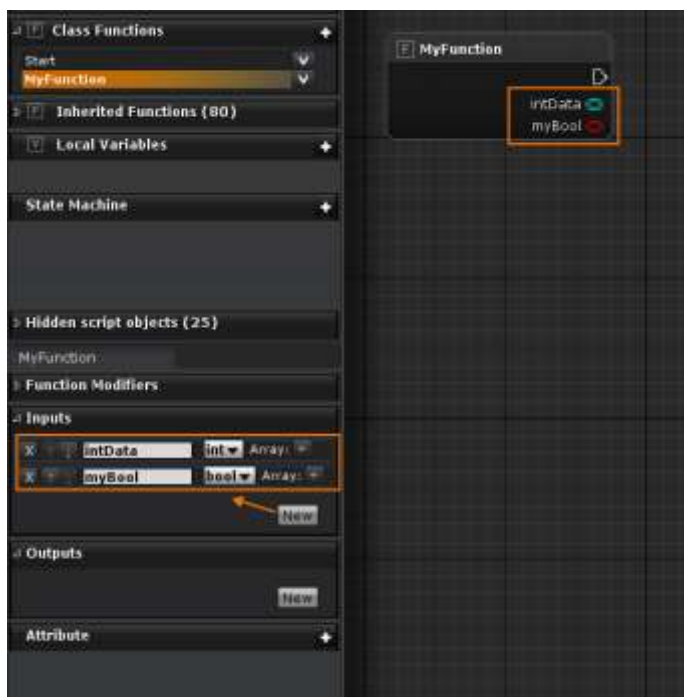 F Class Functions
Start
MyFunction
F Inherited Functions (80)
V Local Variables
State Machine
Hidden script objects (25)
MyFunction
Function Modifiers
Inputs
X intData int Array:
X myBool bool Array:
New
Outputs
New
Attribute
F MyFunction
intData
myBool